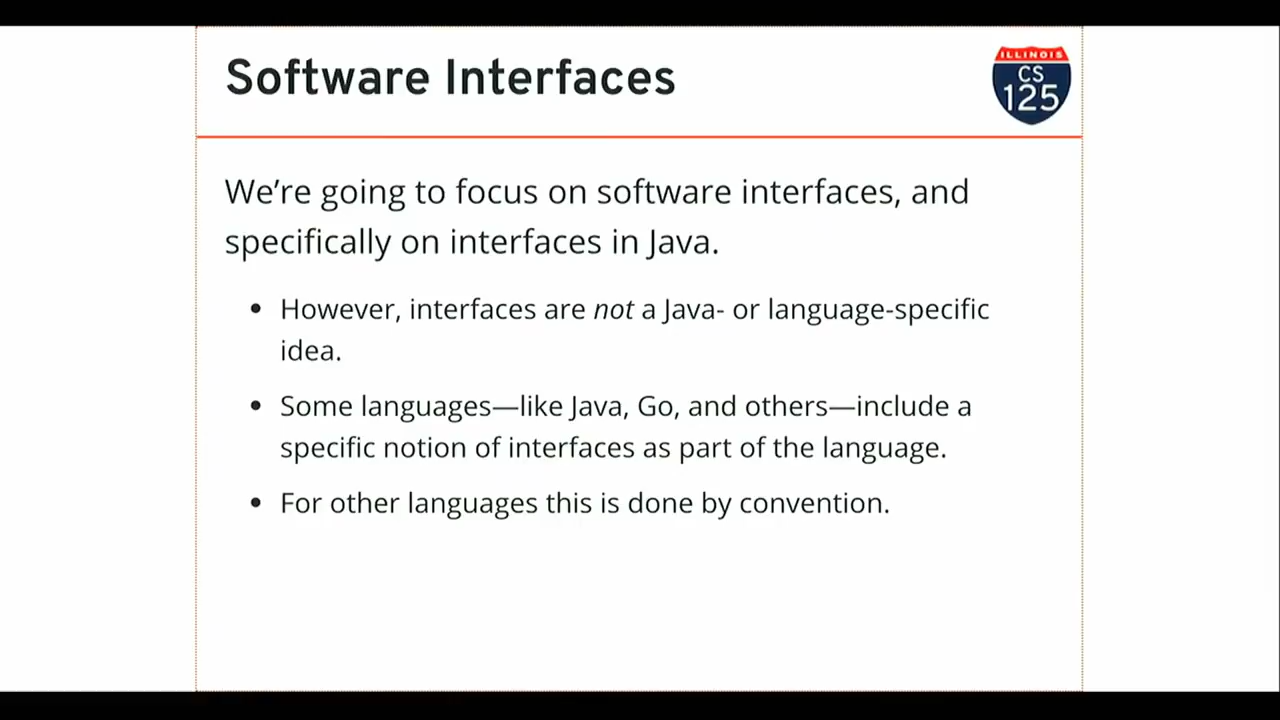 Software Interfaces
ILLINOIS
CS
125
We're going to focus on software interfaces, and
specifically on interfaces in Java.
• However, interfaces are not a Java- or language-specific
idea.
• Some languages—like Java, Go, and others—include a
specific notion of interfaces as part of the language.
• For other languages this is done by convention.